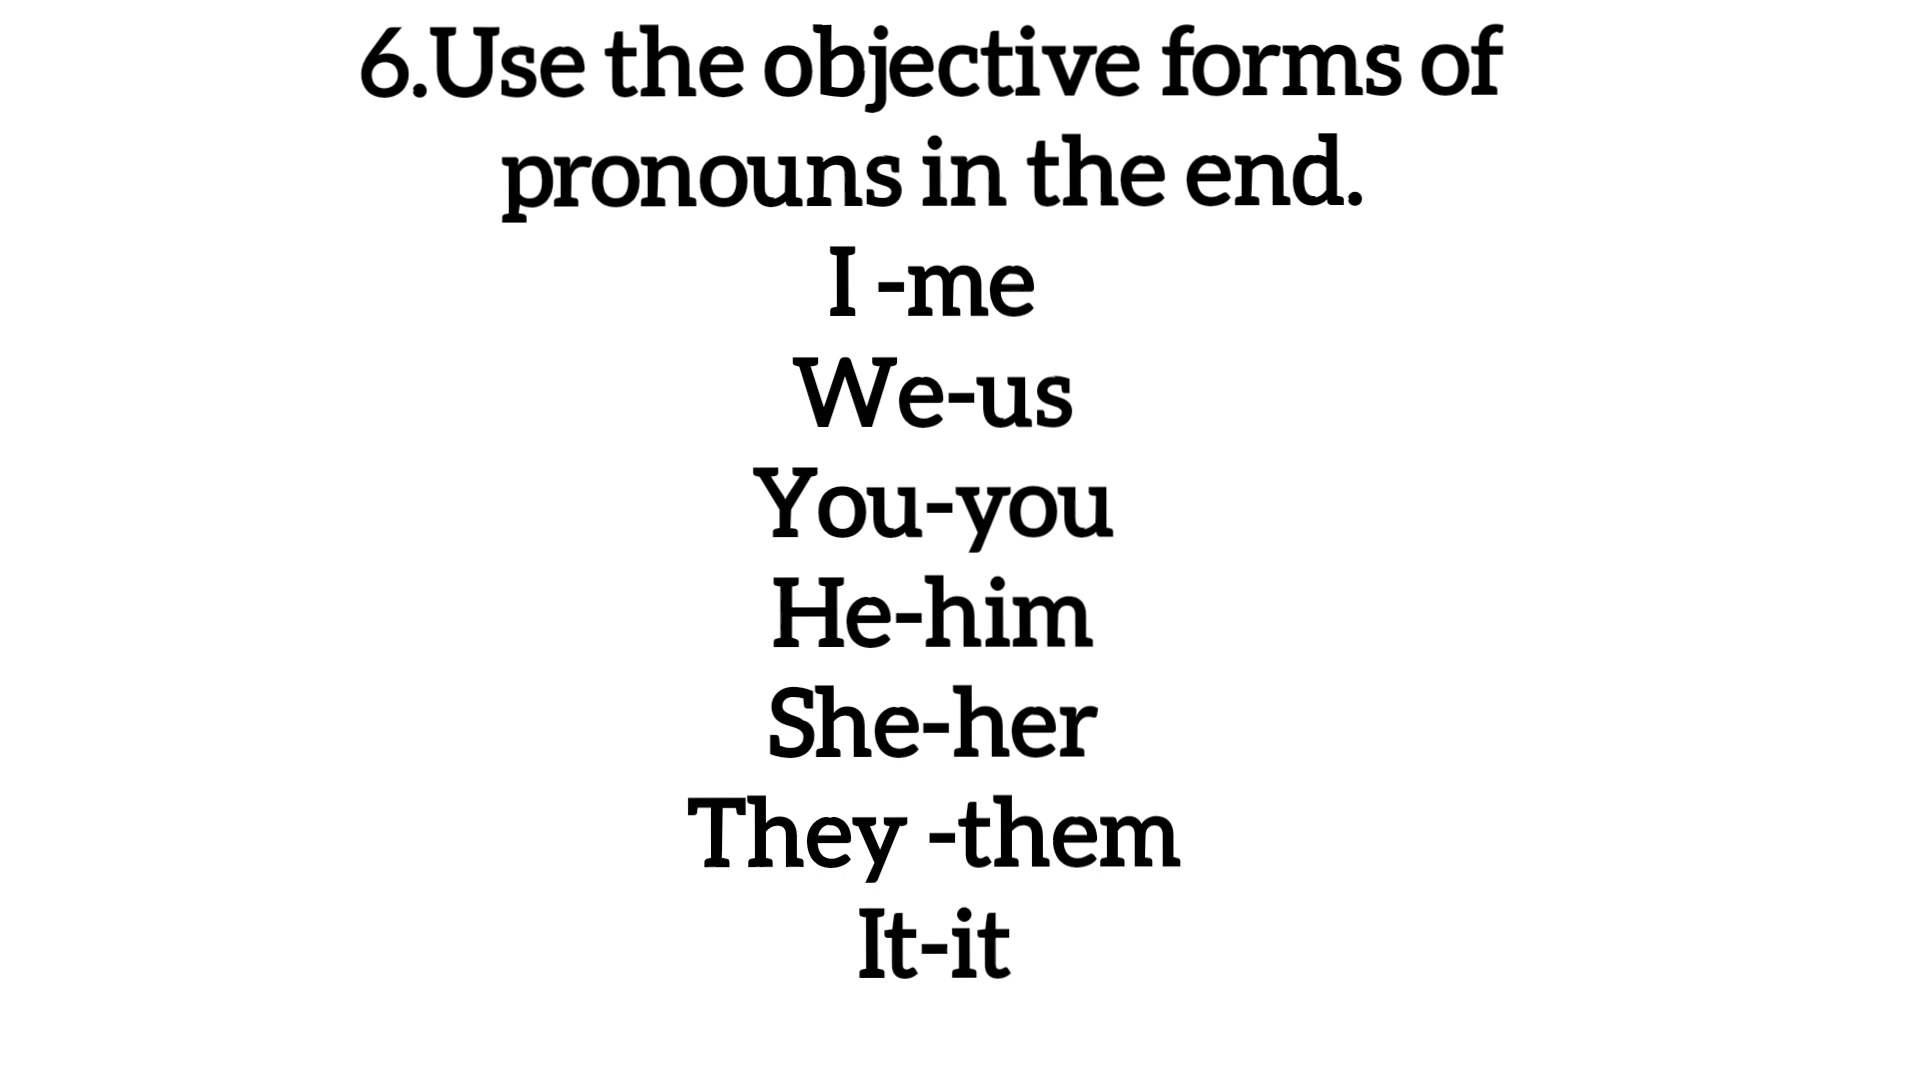 6.Use the objective forms of
pronouns in the end.
I -me
We-us
You-you
He-him
She-her
They -them
It-it